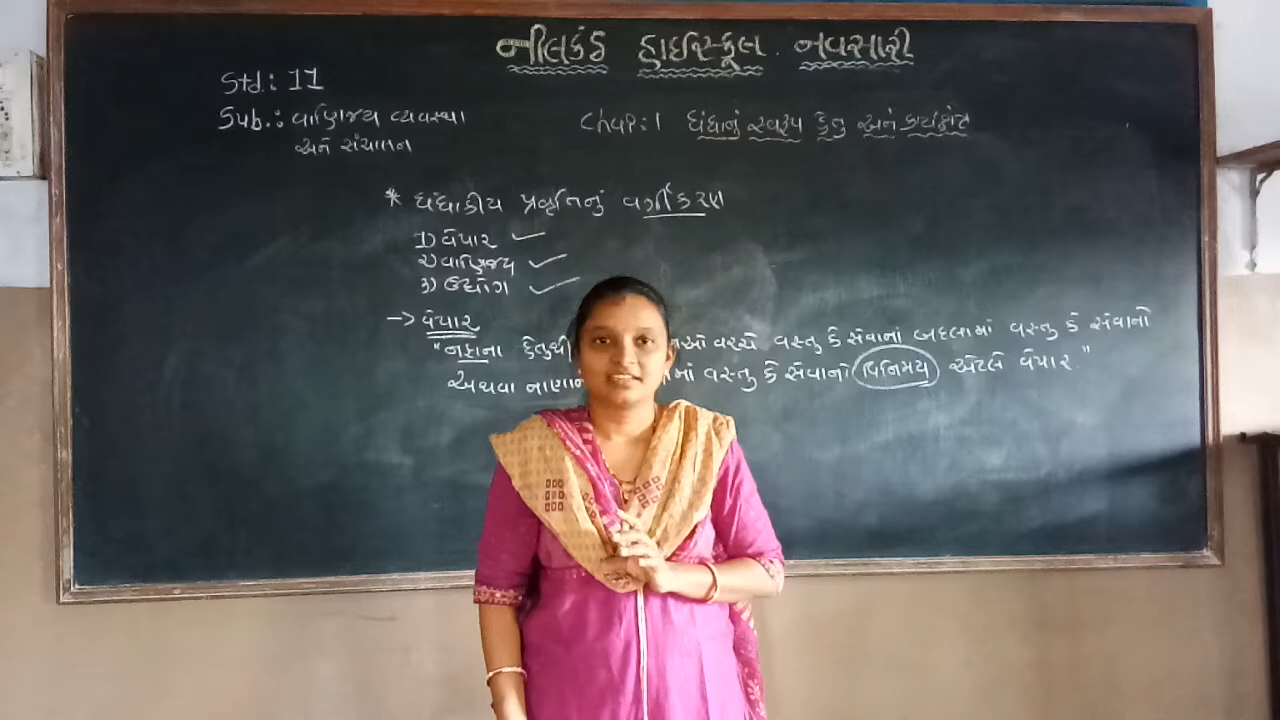 નીલકંઠ હાઈસ્કૂલ. નવસારી
Std.: 11
Sub.: વાણિજ્ય વ્યવસ્થા
અને સંચાલન
Chap:1 ધંધાનું સ્વરૂપ હેતુ અને કાર્યક્ષેત્ર
* ધંધાકીય પ્રવૃત્તિનું વર્ગીકરણ
1) વેપાર ✓
2) વાણિજ્ય ✓
3) ઉદ્યોગ ✓
-> વેપાર
"નફાના હેતુથી વચ્ચે વસ્તુ કે સેવાનાં બદલામાં વસ્તુ કે સેવાનો
અથવા નાણાં વસ્તુ કે સેવાનો વિનિમય એટલે વેપાર."